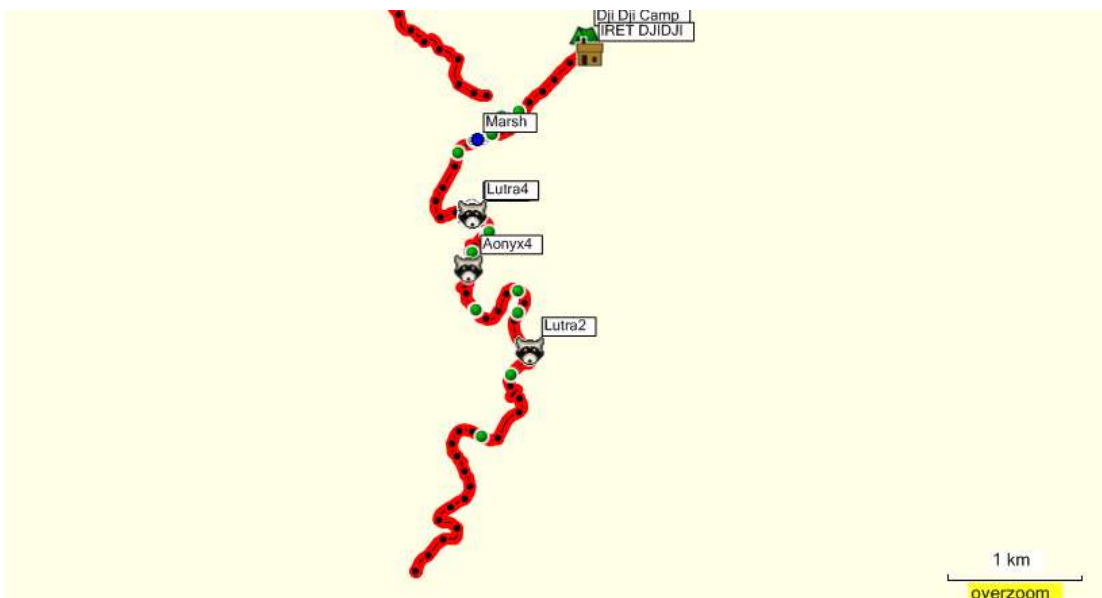 Dji Dji Camp
IRET DJIDJI
Marsh
Lutra4
Aonyx4
Lutra2
1 km
overzoom